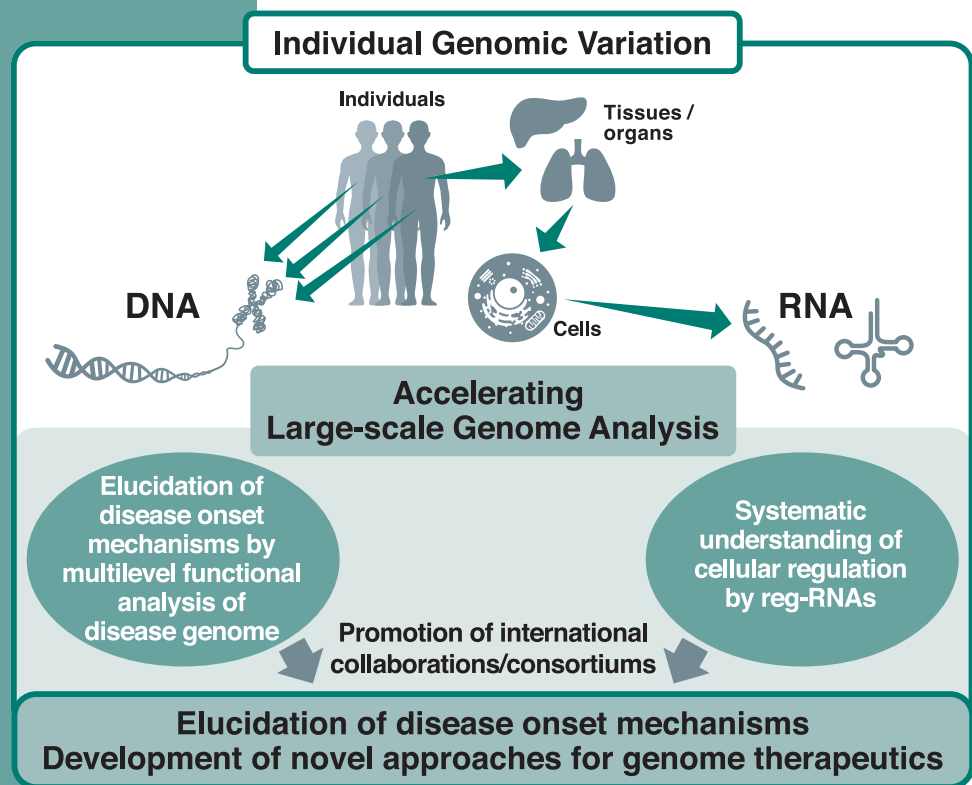 Individual Genomic Variation
Individuals
Tissues /
organs
DNA
Cells
RNA
Accelerating
Large-scale Genome Analysis
Elucidation of
disease onset
mechanisms by
multilevel functional
analysis of
disease genome
Systematic
understanding of
cellular regulation
by reg-RNAs
Promotion of international
collaborations/consortiums
Elucidation of disease onset mechanisms
Development of novel approaches for genome therapeutics